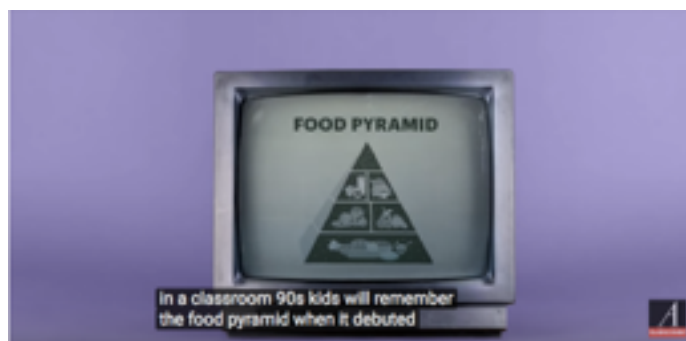 FOOD PYRAMID
In a classroom 90s kids will remember
the food pyramid when it debuted
A